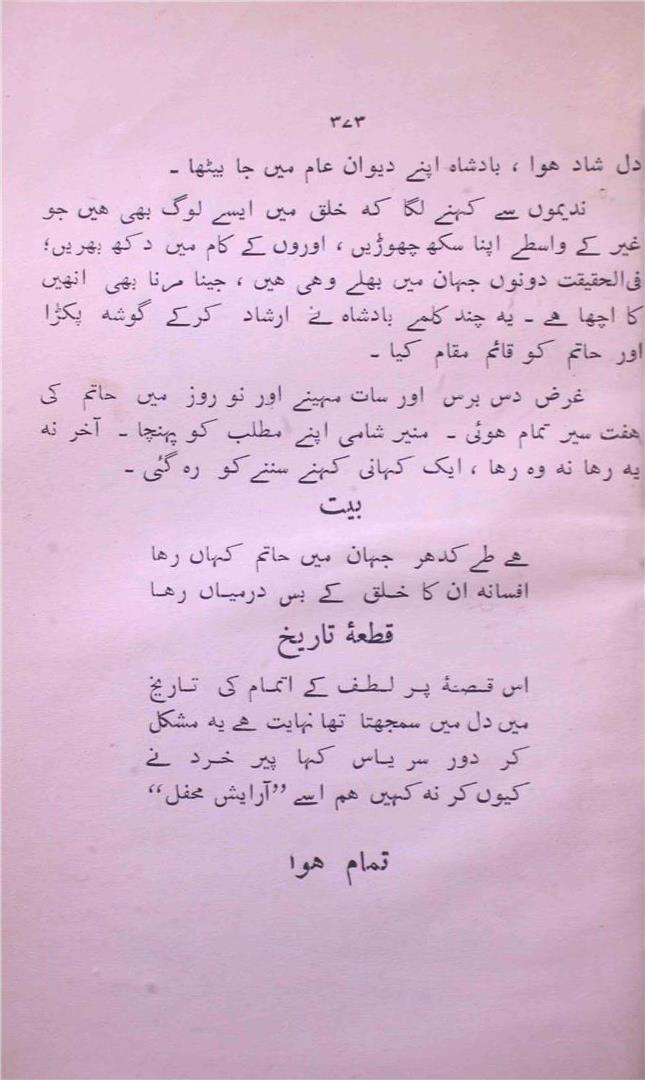 ۳۷۳
دل شاد ہوا ، بادشاہ اپنے دیوان عام میں جا بیٹھا ۔
ندیموں سے کہنے لگا کہ خلق میں ایسے لوگ بھی ہیں جو
غیر کے واسطے اپنا سکھ چھوڑیں ، اوروں کے کام میں دکھ بھریں؛
فی الحقیقت دونوں جہان میں بھلے وہی ہیں ، جینا مرنا بھی انھیں
کا اچھا ہے ۔ یہ چند کلمے بادشاہ نے ارشاد کرکے گوشہ پکڑا
اور حاتم کو قائم مقام کیا ۔
غرض دس برس اور سات مہینے اور نو روز میں حاتم کی
ہفت سیر تمام ہوئی ۔ منیر شامی اپنے مطلب کو پہنچا ۔ آخر نہ
یہ رہا نہ وہ رہا ، ایک کہانی کہنے سننے کو رہ گئی ۔
بیت
ہے طے کدھر جہان میں حاتم کہاں رہا
افسانہ ان کا خلق کے بس درمیاں رہا
قطعۂ تاریخ
اس قصۂ پر لطف کے اتمام کی تاریخ
میں دل میں سمجھتا تھا نہایت ہے یہ مشکل
کر دور سر یاس کہا پیر خرد نے
کیوں کر نہ کہیں ہم اسے ”آرایش محفل“
تمام ہوا